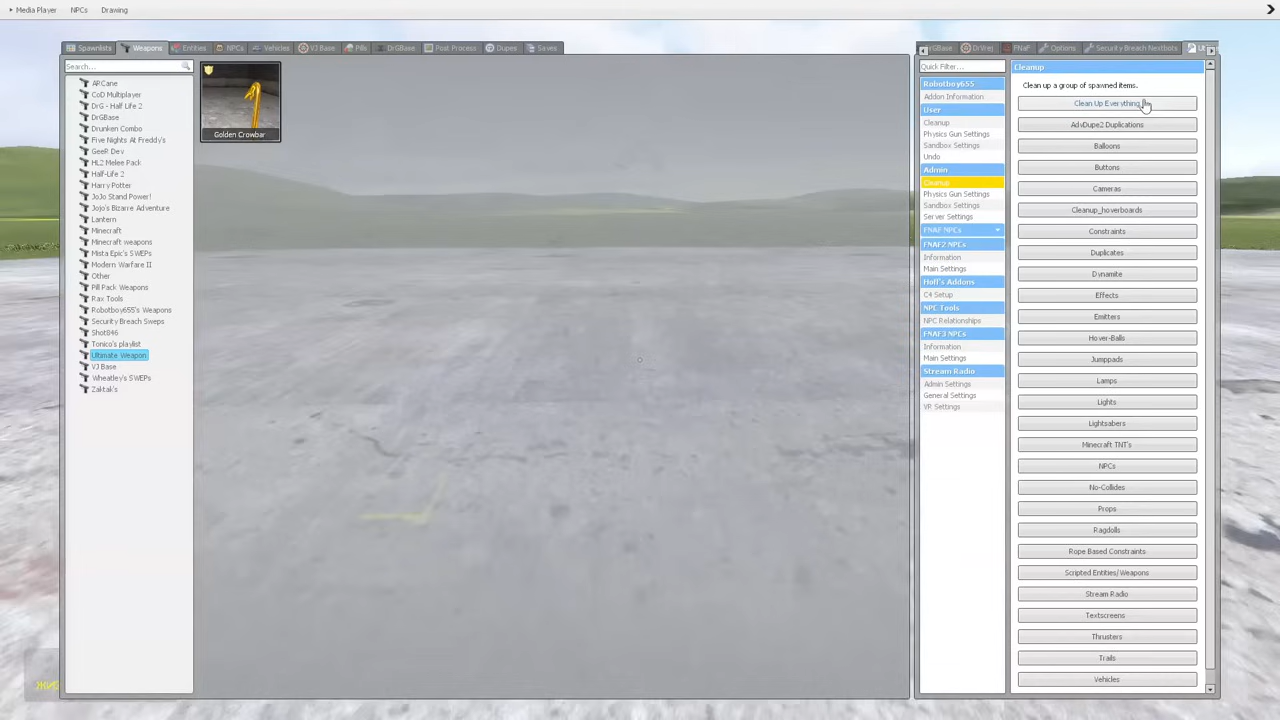 Media Player NPCs Drawing
Spawnlists Weapons Entities NPCs Vehicles VJ Base Pills DrGBase Post Process Dupes Saves
Search...
ARCane
CoD Multiplayer
DrG - Half Life 2
DrGBase
Drunken Combo
Five Nights At Freddy's
GeeR Dev
HL2 Melee Pack
Half-Life 2
Harry Potter
JoJo Stand Power!
Jojo's Bizarre Adventure
Lantern
Minecraft
Minecraft weapons
Mista Epic's SWEPs
Modern Warfare II
Other
Pill Pack Weapons
Rax Tools
Robotboy655's Weapons
Security Breach Sweps
Shot846
Tonico's playlist
Ultimate Weapon
VJ Base
Wheatley's SWEPs
Zaktak's
Golden Crowbar
DrVrej FNaF Options Security Breach Nextbots
Quick Filter...
Robotboy655
Addon Information
User
Cleanup
Physics Gun Settings
Sandbox Settings
Undo
Admin
Cleanup
Physics Gun Settings
Sandbox Settings
Server Settings
FNAF NPCs
FNAF2 NPCs
Information
Main Settings
Hoff's Addons
C4 Setup
NPC Tools
NPC Relationships
FNAF3 NPCs
Information
Main Settings
Stream Radio
Admin Settings
General Settings
VR Settings
Cleanup
Clean up a group of spawned items.
Clean Up Everything
AdvDupe2 Duplications
Balloons
Buttons
Cameras
Cleanup_hoverboards
Constraints
Duplicates
Dynamite
Effects
Emitters
Hover-Balls
Jumppads
Lamps
Lights
Lightsabers
Minecraft TNT's
NPCs
No-Collides
Props
Ragdolls
Rope Based Constraints
Scripted Entities/Weapons
Stream Radio
Textscreens
Thrusters
Trails
Vehicles